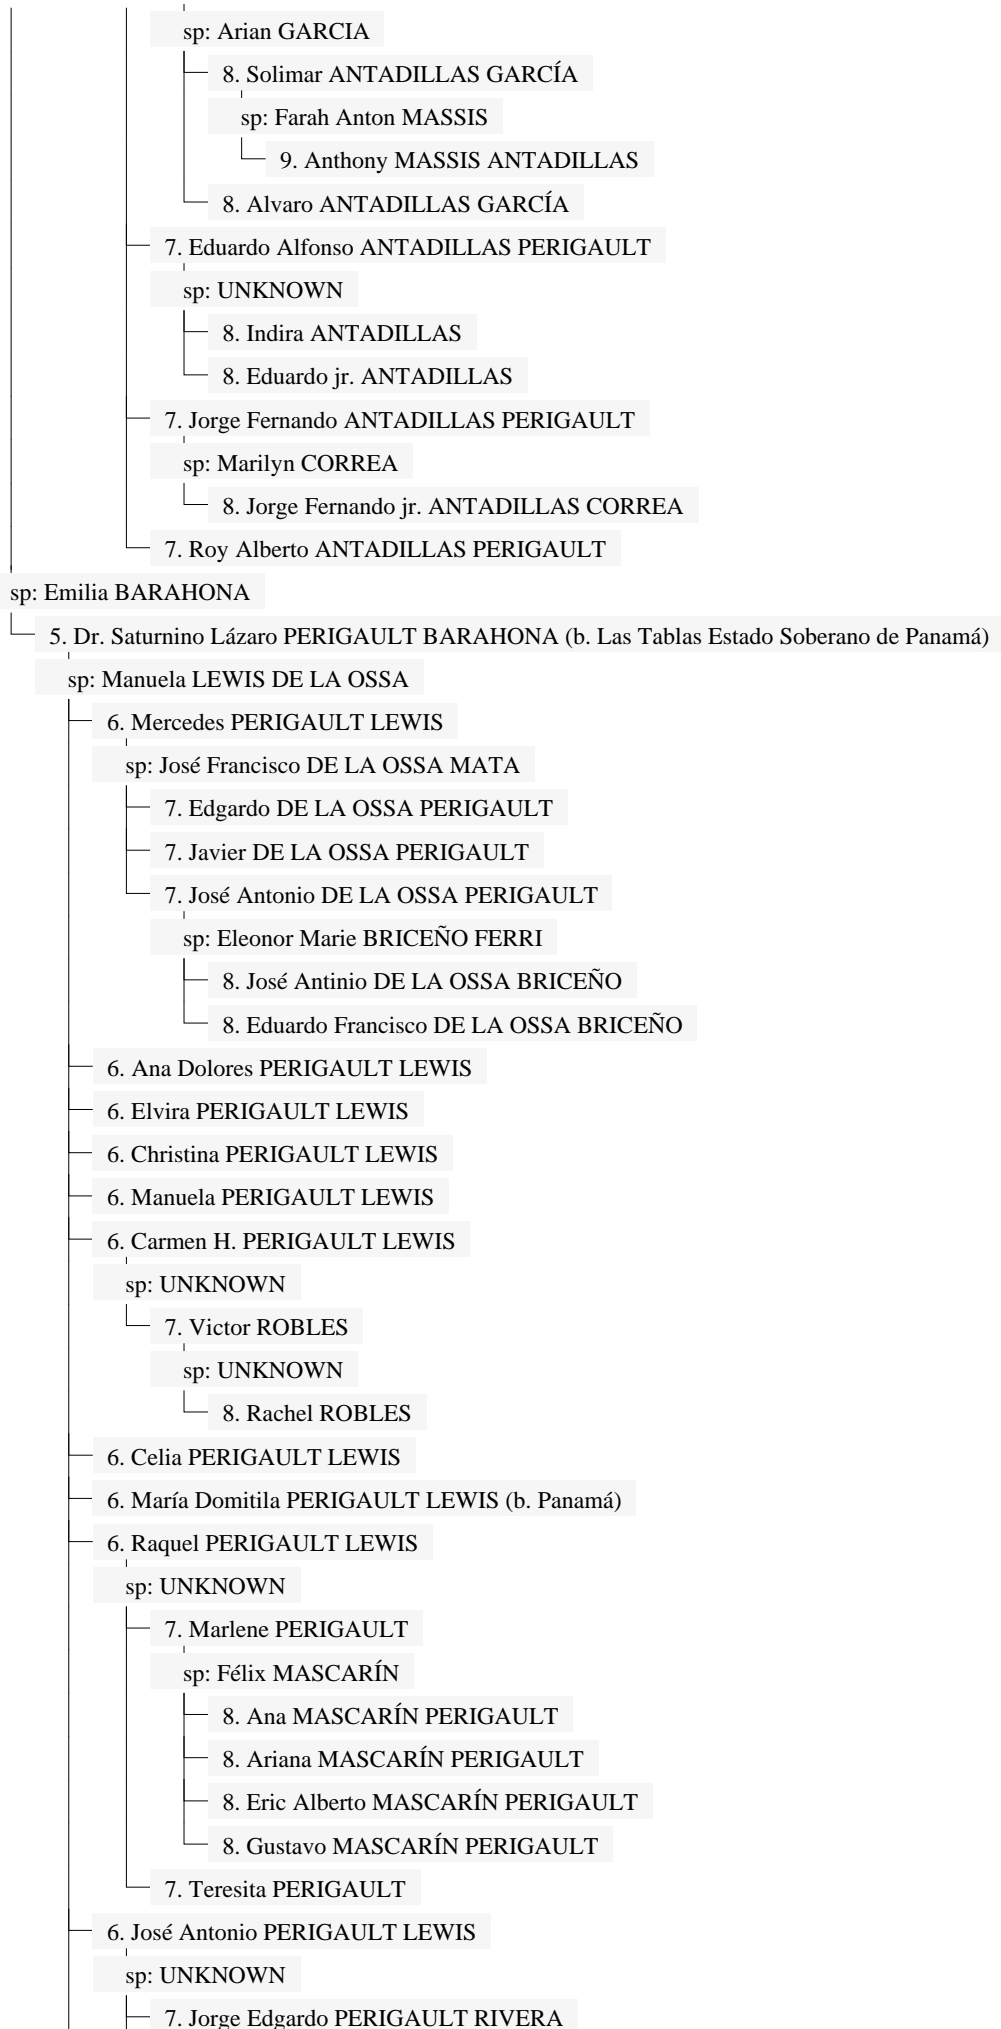 sp: Arian GARCIA
8. Solimar ANTADILLAS GARCÍA
sp: Farah Anton MASSIS
9. Anthony MASSIS ANTADILLAS
8. Alvaro ANTADILLAS GARCÍA
7. Eduardo Alfonso ANTADILLAS PERIGAULT
sp: UNKNOWN
8. Indira ANTADILLAS
8. Eduardo jr. ANTADILLAS
7. Jorge Fernando ANTADILLAS PERIGAULT
sp: Marilyn CORREA
8. Jorge Fernando jr. ANTADILLAS CORREA
7. Roy Alberto ANTADILLAS PERIGAULT
sp: Emilia BARAHONA
5. Dr. Saturnino Lázaro PERIGAULT BARAHONA (b. Las Tablas Estado Soberano de Panamá)
sp: Manuela LEWIS DE LA OSSA
6. Mercedes PERIGAULT LEWIS
sp: José Francisco DE LA OSSA MATA
7. Edgardo DE LA OSSA PERIGAULT
7. Javier DE LA OSSA PERIGAULT
7. José Antonio DE LA OSSA PERIGAULT
sp: Eleonor Marie BRICEÑO FERRI
8. José Antinio DE LA OSSA BRICEÑO
8. Eduardo Francisco DE LA OSSA BRICEÑO
6. Ana Dolores PERIGAULT LEWIS
6. Elvira PERIGAULT LEWIS
6. Christina PERIGAULT LEWIS
6. Manuela PERIGAULT LEWIS
6. Carmen H. PERIGAULT LEWIS
sp: UNKNOWN
7. Victor ROBLES
sp: UNKNOWN
8. Rachel ROBLES
6. Celia PERIGAULT LEWIS
6. María Domitila PERIGAULT LEWIS (b. Panamá)
6. Raquel PERIGAULT LEWIS
sp: UNKNOWN
7. Marlene PERIGAULT
sp: Félix MASCARÍN
8. Ana MASCARÍN PERIGAULT
8. Ariana MASCARÍN PERIGAULT
8. Eric Alberto MASCARÍN PERIGAULT
8. Gustavo MASCARÍN PERIGAULT
7. Teresita PERIGAULT
6. José Antonio PERIGAULT LEWIS
sp: UNKNOWN
7. Jorge Edgardo PERIGAULT RIVERA